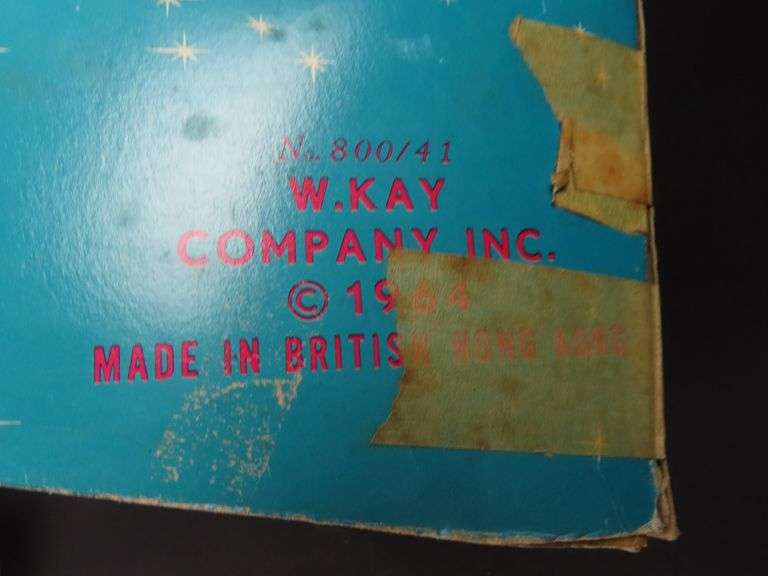 No. 800/41
W.KAY
COMPANY INC.
© 1964
MADE IN BRITISH HONG KONG